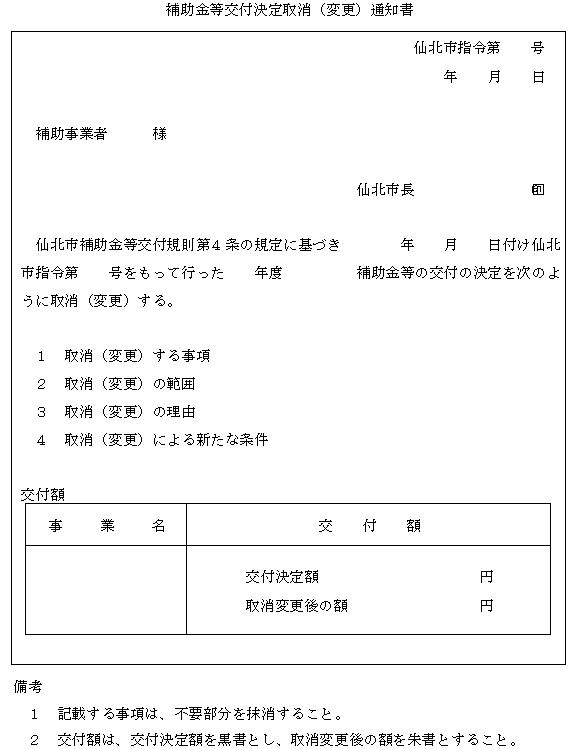 補助金等交付決定取消（変更）通知書
仙北市指令第　　号
年　　月　　日
補助事業者　　　様
仙北市長　　　　　　　　印
仙北市補助金等交付規則第４条の規定に基づき　　　　年　　月　　日付け仙北
市指令第　　号をもって行った　　年度　　　　　補助金等の交付の決定を次のよ
うに取消（変更）する。
１　取消（変更）する事項
２　取消（変更）の範囲
３　取消（変更）の理由
４　取消（変更）による新たな条件
交付額
事　　業　　名　　　　交　　付　　額
交付決定額　　　　　　　　　　　円
取消変更後の額　　　　　　　　　円
備考
１　記載する事項は、不要部分を抹消すること。
２　交付額は、交付決定額を黒書とし、取消変更後の額を朱書とすること。